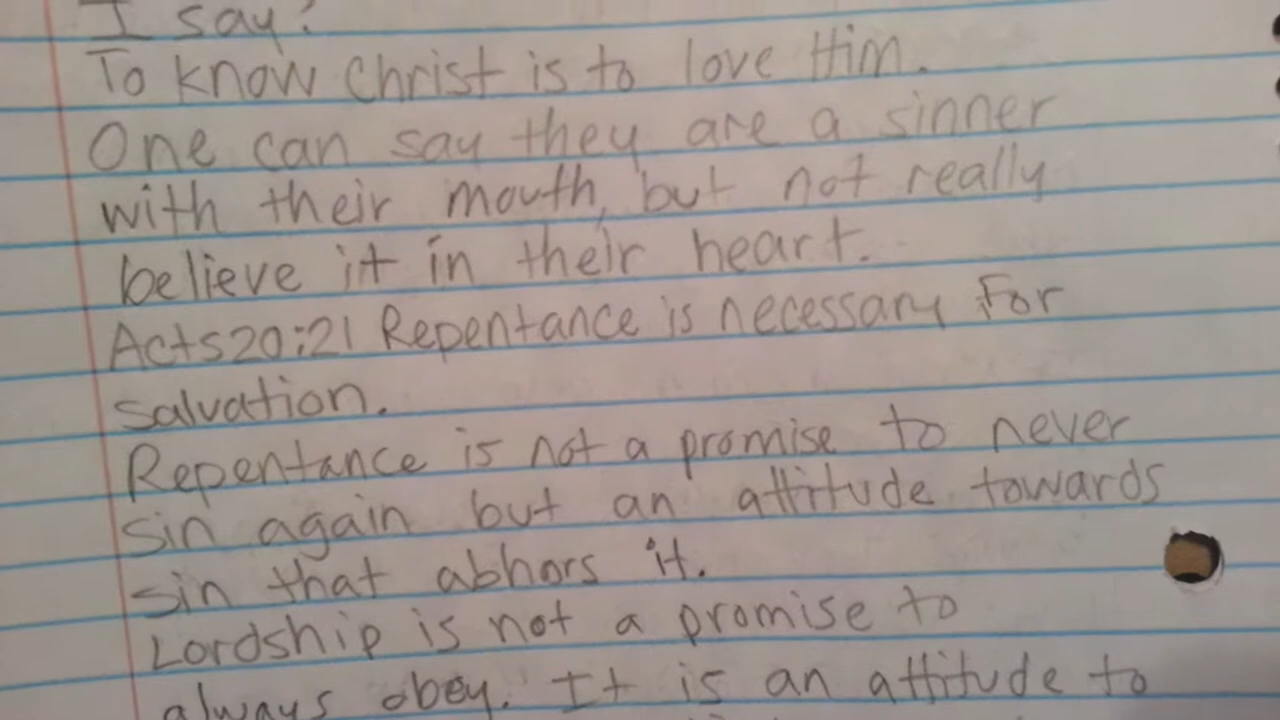 I say?
To know Christ is to love Him.
One can say they are a sinner
with their mouth, but not really
believe it in their heart.
Acts 20:21 Repentance is necessary For
salvation.
Repentance is not a promise to never
sin again but an attitude towards
sin that abhors it.
Lordship is not a promise to
always obey. It is an attitude to